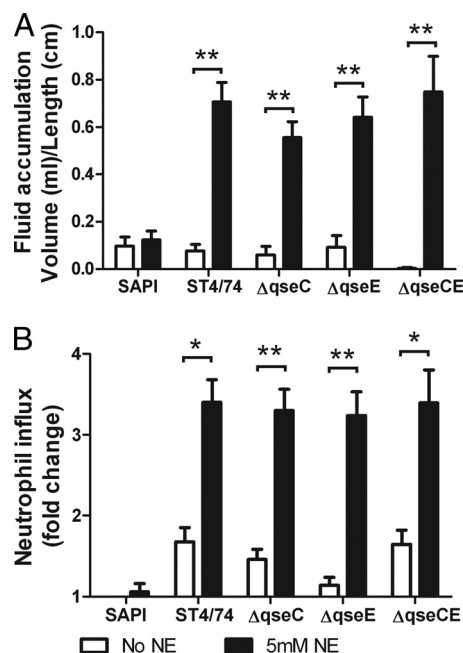 A
Fluid accumulation
Volume (ml)/Length (cm)
1.0
0.8
0.6
0.4
0.2
0.0
**
**
**
**
SAPI
ST4/74
ΔqseC
ΔqseE
ΔqseCE
B
Neutrophil influx
(fold change)
4
3
2
1
*
**
**
*
SAPI
ST4/74
ΔqseC
ΔqseE
ΔqseCE
No NE
5mM NE